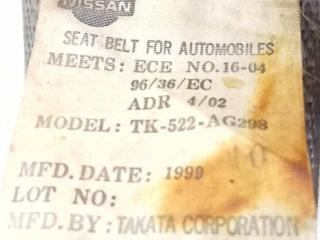 NISSAN
SEAT BELT FOR AUTOMOBILES
MEETS: ECE NO.16-04
96/36/EC
ADR 4/02
MODEL: TK-522-AG298
MFD. DATE: 1999
LOT NO:
MFD. BY: TAKATA CORPORATION